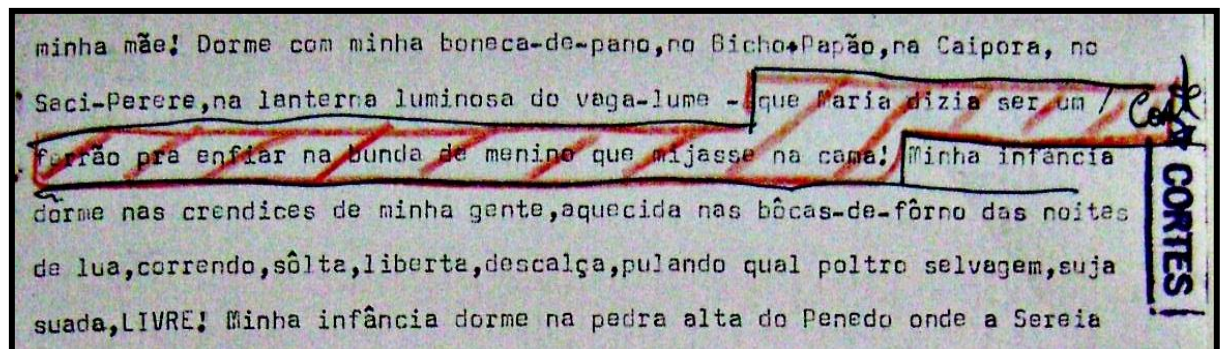 minha mãe! Dorme com minha boneca-de-pano,no Bicho-Papão,na Caipora, no
Saci-Perere,na lanterna luminosa do vaga-lume - que Maria dizia ser um
ferrão pra enfiar na bunda de menino que mijasse na cama! Minha infância
dorme nas crendices de minha gente,aquecida nas bôcas-de-fôrno das noites
de lua,correndo,sôlta,liberta,descalça,pulando qual poltro selvagem,suja
suada,LIVRE! Minha infância dorme na pedra alta do Penedo onde a Sereia
CORTES